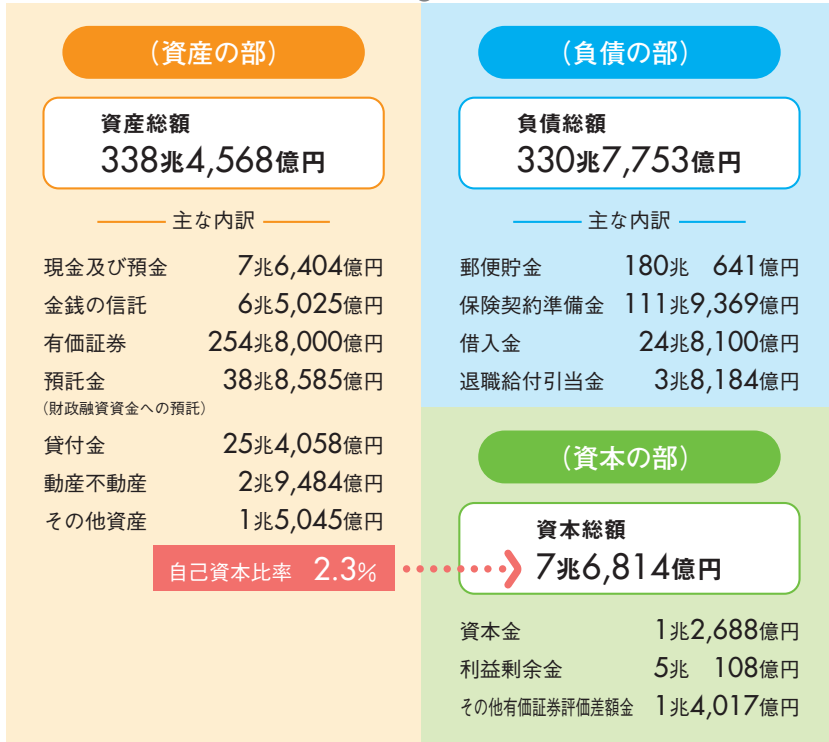 (資産の部)
資産総額
338兆4,568億円
主な内訳
現金及び預金 7兆6,404億円
金銭の信託 6兆5,025億円
有価証券 254兆8,000億円
預託金 38兆8,585億円
(財政融資資金への預託)
貸付金 25兆4,058億円
動産不動産 2兆9,484億円
その他資産 1兆5,045億円
自己資本比率 2.3%
(負債の部)
負債総額
330兆7,753億円
主な内訳
郵便貯金 180兆 641億円
保険契約準備金 111兆9,369億円
借入金 24兆8,100億円
退職給付引当金 3兆8,184億円
(資本の部)
資本総額
7兆6,814億円
資本金 1兆2,688億円
利益剰余金 5兆 108億円
その他有価証券評価差額金 1兆4,017億円